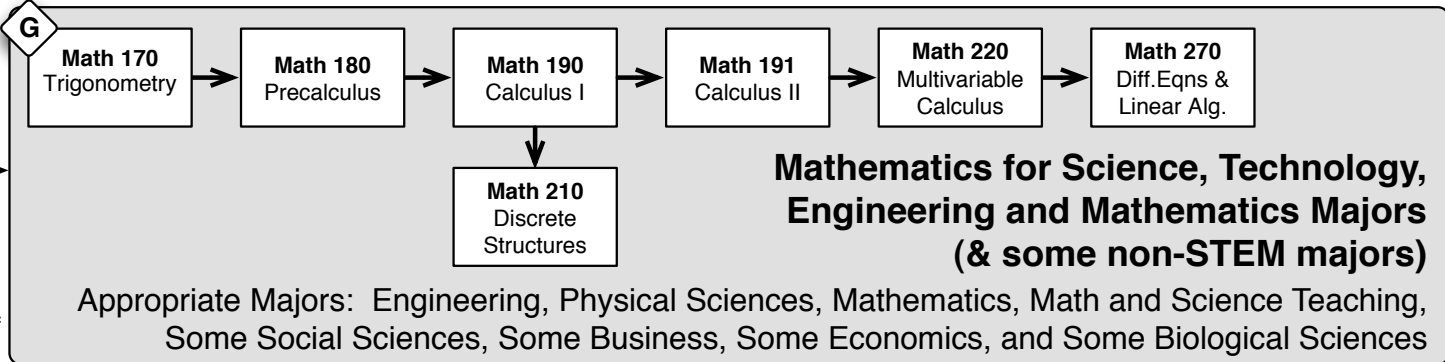 G
Math 170
Trigonometry
Math 180
Precalculus
Math 190
Calculus I
Math 191
Calculus II
Math 220
Multivariable
Calculus
Math 270
Diff.Eqns &
Linear Alg.
Math 210
Discrete
Structures
Mathematics for Science, Technology,
Engineering and Mathematics Majors
(& some non-STEM majors)
Appropriate Majors: Engineering, Physical Sciences, Mathematics, Math and Science Teaching,
Some Social Sciences, Some Business, Some Economics, and Some Biological Sciences